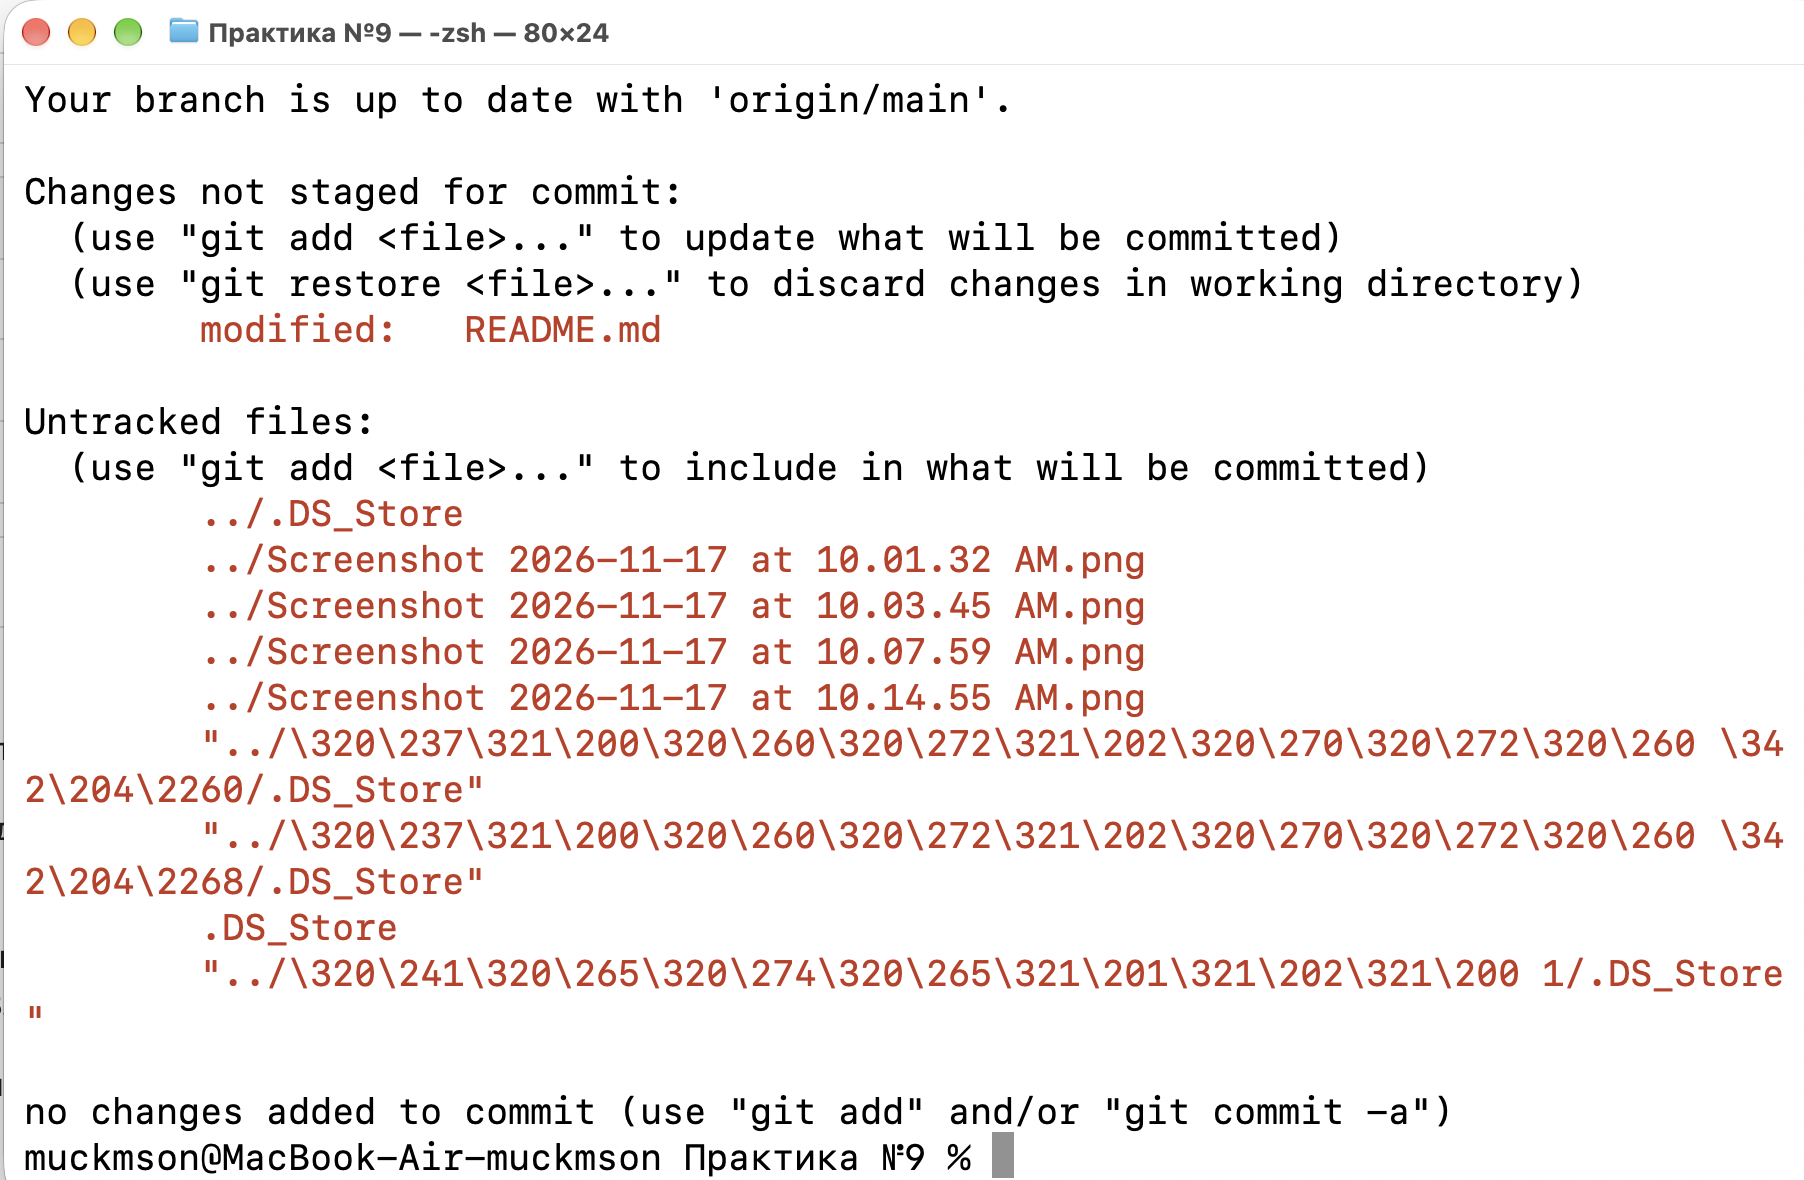 Практика №9 — -zsh — 80×24
Your branch is up to date with 'origin/main'.
Changes not staged for commit:
(use "git add <file>..." to update what will be committed)
(use "git restore <file>..." to discard changes in working directory)
modified:   README.md
Untracked files:
(use "git add <file>..." to include in what will be committed)
../.DS_Store
../Screenshot 2026-11-17 at 10.01.32 AM.png
../Screenshot 2026-11-17 at 10.03.45 AM.png
../Screenshot 2026-11-17 at 10.07.59 AM.png
../Screenshot 2026-11-17 at 10.14.55 AM.png
"../\320\237\321\200\320\260\320\272\321\202\320\270\320\272\320\260 \34
2\204\2260/.DS_Store"
"../\320\237\321\200\320\260\320\272\321\202\320\270\320\272\320\260 \34
2\204\2268/.DS_Store"
.DS_Store
"../\320\241\320\265\320\274\320\265\321\201\321\202\321\200 1/.DS_Store
"
no changes added to commit (use "git add" and/or "git commit -a")
muckmson@MacBook-Air-muckmson Практика №9 %